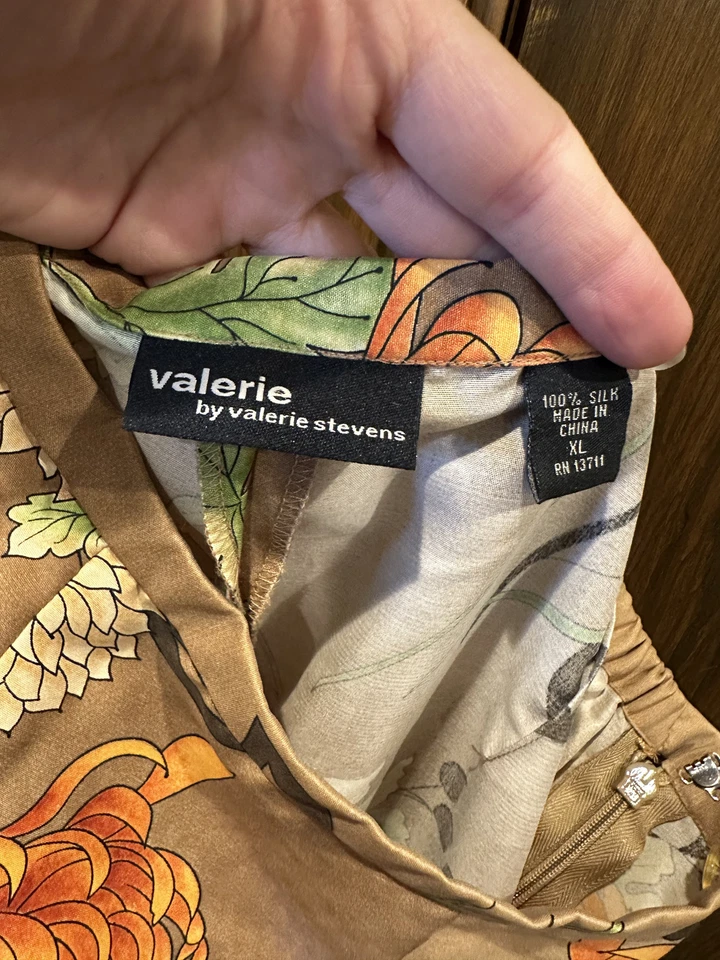 valerie
by valerie stevens
100% SILK
MADE IN
CHINA
XL
RN 13711